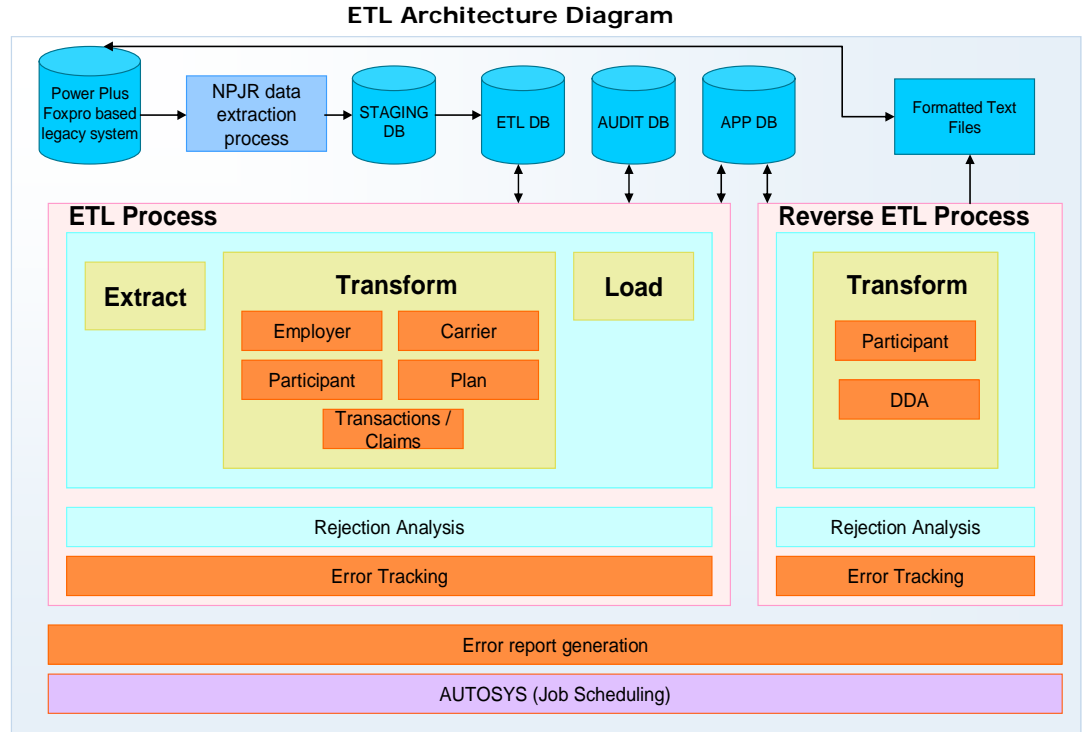 ETL Architecture Diagram
Power Plus
Foxpro based
legacy system
NPJR data
extraction
process
STAGING
DB
ETL DB
AUDIT DB
APP DB
Formatted Text
Files
ETL Process
Extract
Transform
Employer
Carrier
Participant
Plan
Transactions /
Claims
Load
Rejection Analysis
Error Tracking
Reverse ETL Process
Transform
Participant
DDA
Rejection Analysis
Error Tracking
Error report generation
AUTOSYS (Job Scheduling)